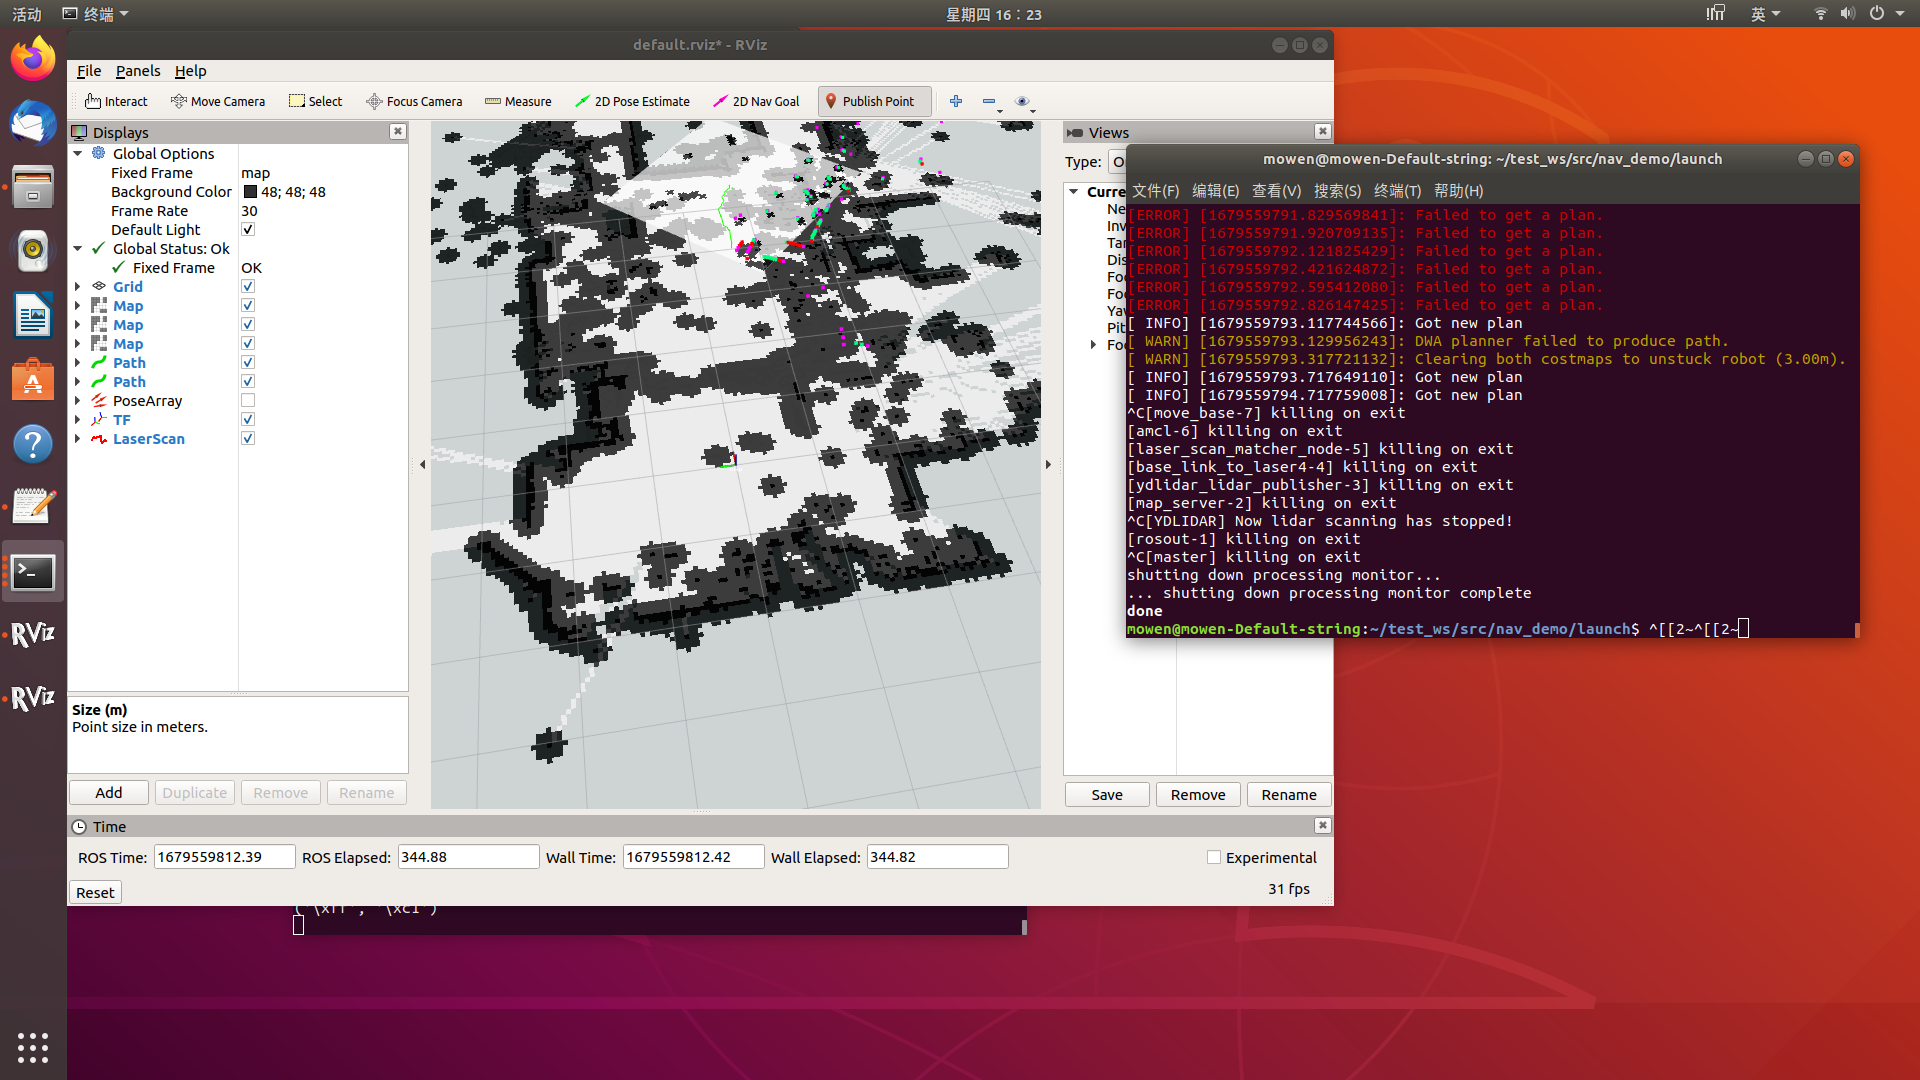 活动 终端 星期四 16：23 英
default.rviz* - RViz
File Panels Help
Interact Move Camera Select Focus Camera Measure 2D Pose Estimate 2D Nav Goal Publish Point
Displays
Global Options
Fixed Frame map
Background Color 48; 48; 48
Frame Rate 30
Default Light
Global Status: Ok
Fixed Frame OK
Grid
Map
Map
Map
Path
Path
PoseArray
TF
LaserScan
Size (m)
Point size in meters.
Add Duplicate Remove Rename
Views
Type:
Curre
Ne
Inv
Tar
Dis
Fo
Fo
Yav
Pit
Fo
Save Remove Rename
mowen@mowen-Default-string: ~/test_ws/src/nav_demo/launch
文件(F) 编辑(E) 查看(V) 搜索(S) 终端(T) 帮助(H)
[ERROR] [1679559791.829569841]: Failed to get a plan.
[ERROR] [1679559791.920709135]: Failed to get a plan.
[ERROR] [1679559792.121825429]: Failed to get a plan.
[ERROR] [1679559792.421624872]: Failed to get a plan.
[ERROR] [1679559792.595412080]: Failed to get a plan.
[ERROR] [1679559792.826147425]: Failed to get a plan.
[ INFO] [1679559793.117744566]: Got new plan
[ WARN] [1679559793.129956243]: DWA planner failed to produce path.
[ WARN] [1679559793.317721132]: Clearing both costmaps to unstuck robot (3.00m).
[ INFO] [1679559793.717649110]: Got new plan
[ INFO] [1679559794.717759008]: Got new plan
^C[move_base-7] killing on exit
[amcl-6] killing on exit
[laser_scan_matcher_node-5] killing on exit
[base_link_to_laser4-4] killing on exit
[ydlidar_lidar_publisher-3] killing on exit
[map_server-2] killing on exit
^C[YDLIDAR] Now lidar scanning has stopped!
[rosout-1] killing on exit
^C[master] killing on exit
shutting down processing monitor...
... shutting down processing monitor complete
done
mowen@mowen-Default-string:~/test_ws/src/nav_demo/launch$ ^[[2~^[[2~
Time
ROS Time: 1679559812.39 ROS Elapsed: 344.88 Wall Time: 1679559812.42 Wall Elapsed: 344.82 Experimental
Reset 31 fps
RViz
RViz